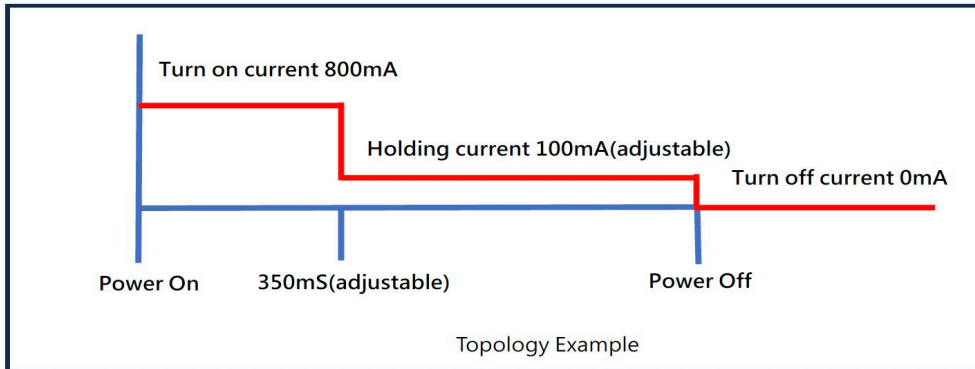 Turn on current 800mA
Holding current 100mA(adjustable)
Turn off current 0mA
Power On
350mS(adjustable)
Power Off
Topology Example